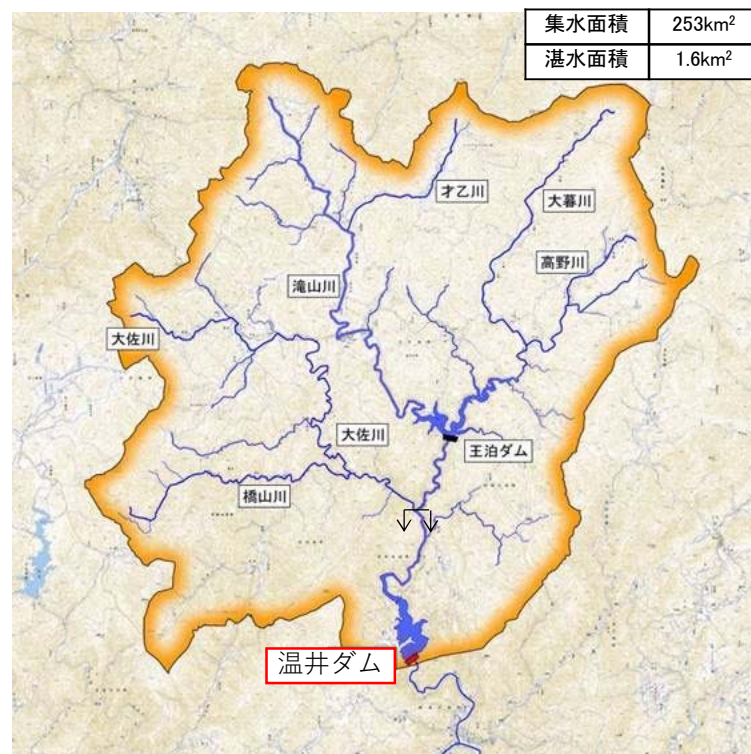 集水面積 253km²
湛水面積 1.6km²
才乙川
大暮川
高野川
滝山川
大佐川
大佐川
王泊ダム
橋山川
温井ダム